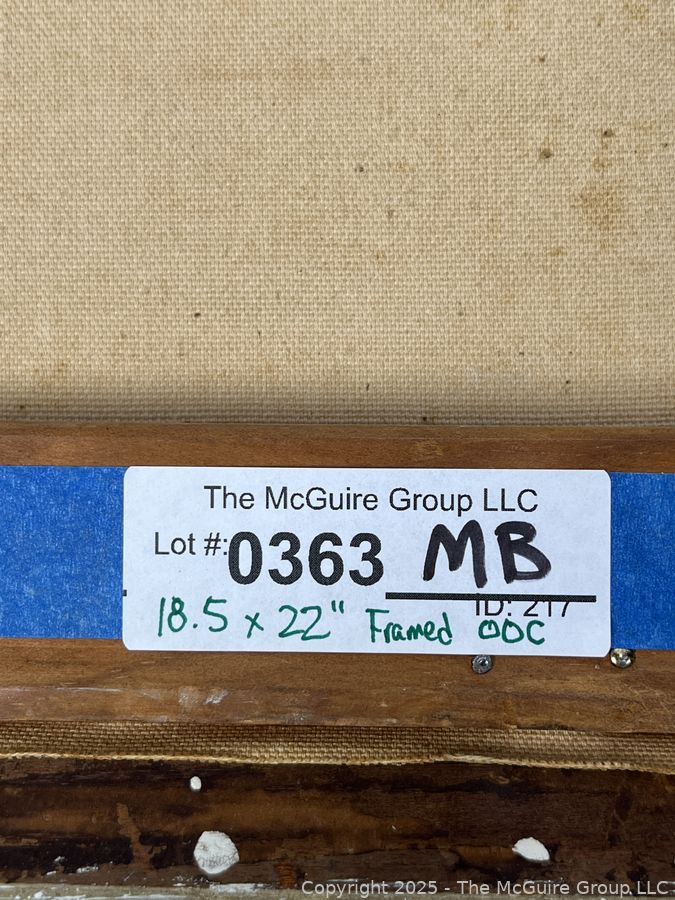 The McGuire Group LLC
Lot #: 0363 MB
ID: 217
18.5 x 22" Framed OOC
Copyright 2025 - The McGuire Group, LLC